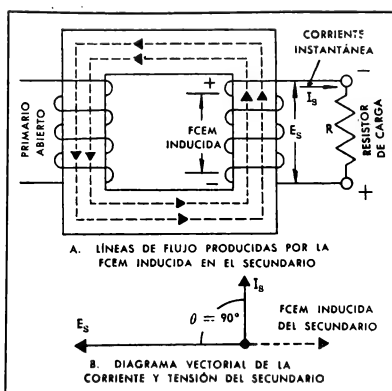 CORRIENTE
INSTANTÁNEA
PRIMARIO
ABIERTO
+
FCEM
INDUCIDA
−
E_S
I_S
−
R
+
RESISTOR
DE CARGA
A. LÍNEAS DE FLUJO PRODUCIDAS POR LA
FCEM INDUCIDA EN EL SECUNDARIO
I_S
E_S
θ = 90°
FCEM INDUCIDA
DEL SECUNDARIO
B. DIAGRAMA VECTORIAL DE LA
CORRIENTE Y TENSIÓN DEL SECUNDARIO